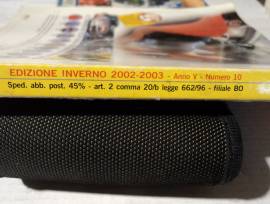 EDIZIONE INVERNO 2002-2003 - Anno V - Numero 10
Sped. abb. post. 45% - art. 2 comma 20/b legge 662/96 - filiale 80